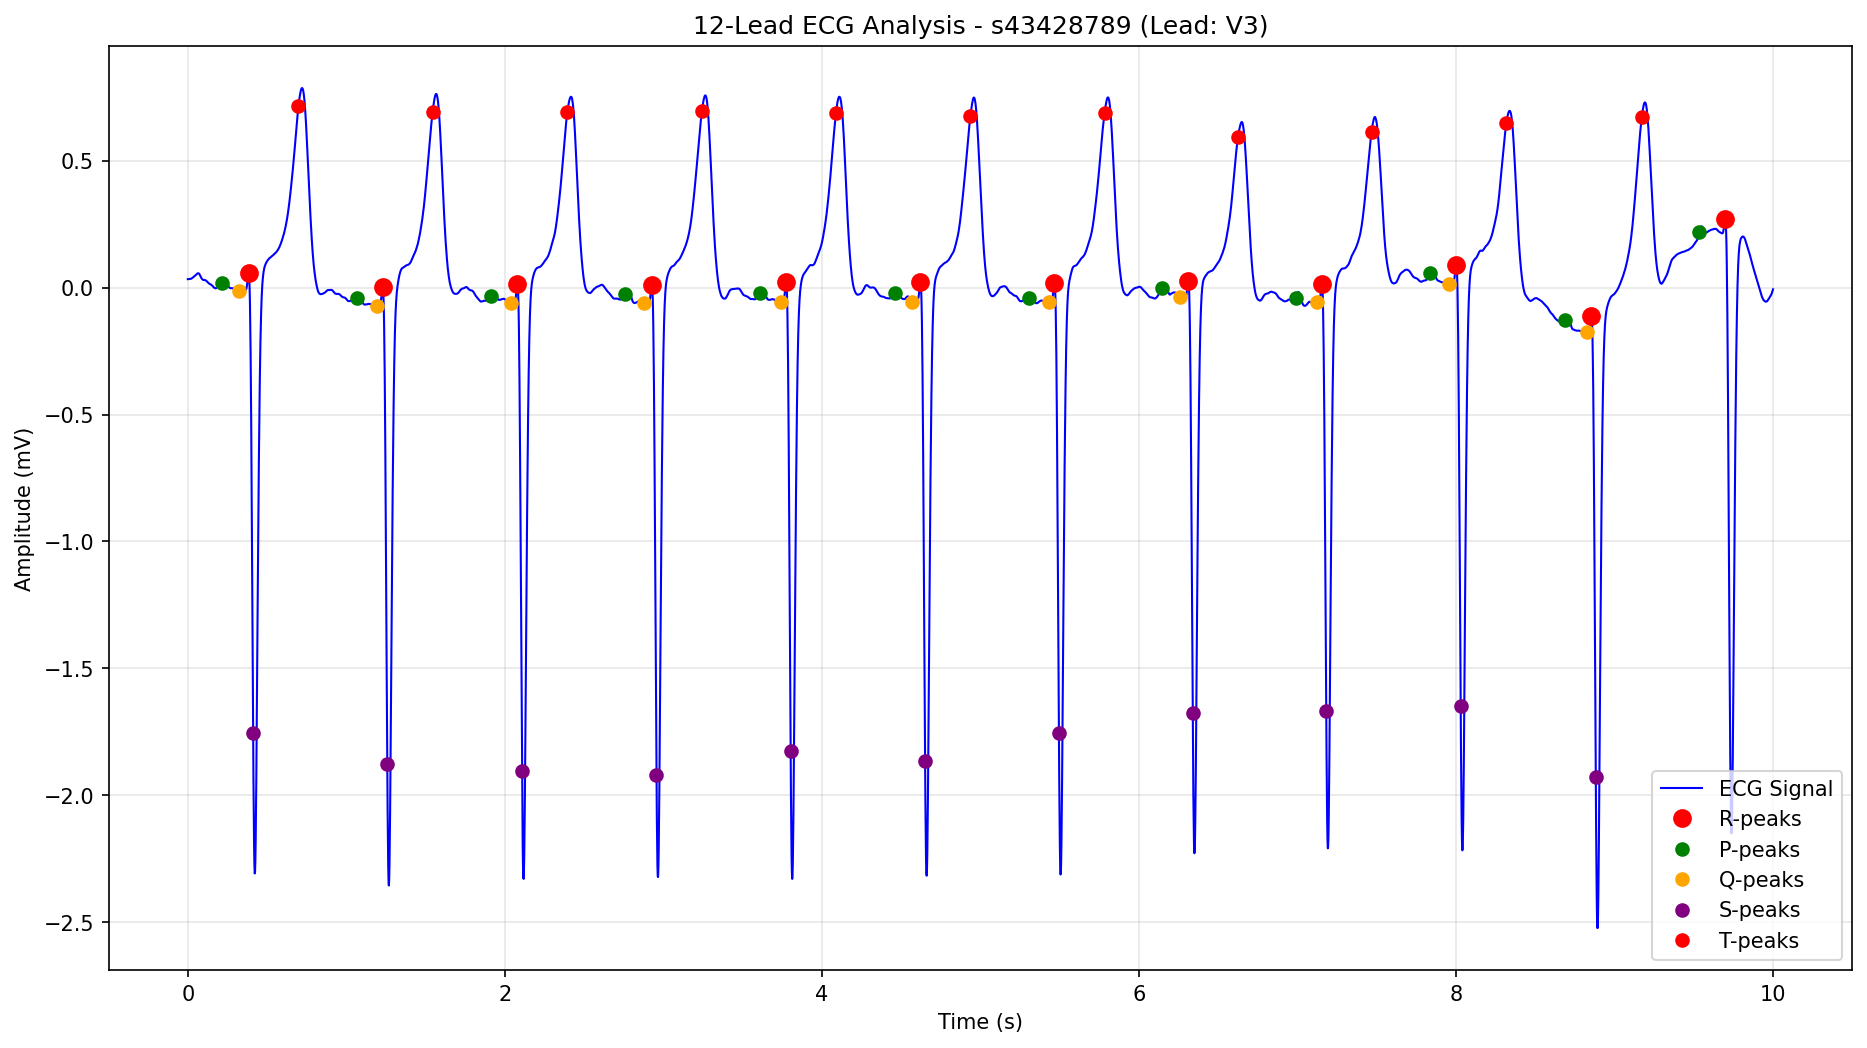 12-Lead ECG Analysis - s43428789 (Lead: V3)
Amplitude (mV)
0.5
0.0
−0.5
−1.0
−1.5
−2.0
−2.5
ECG Signal
R-peaks
P-peaks
Q-peaks
S-peaks
T-peaks
0 2 4 6 8 10
Time (s)